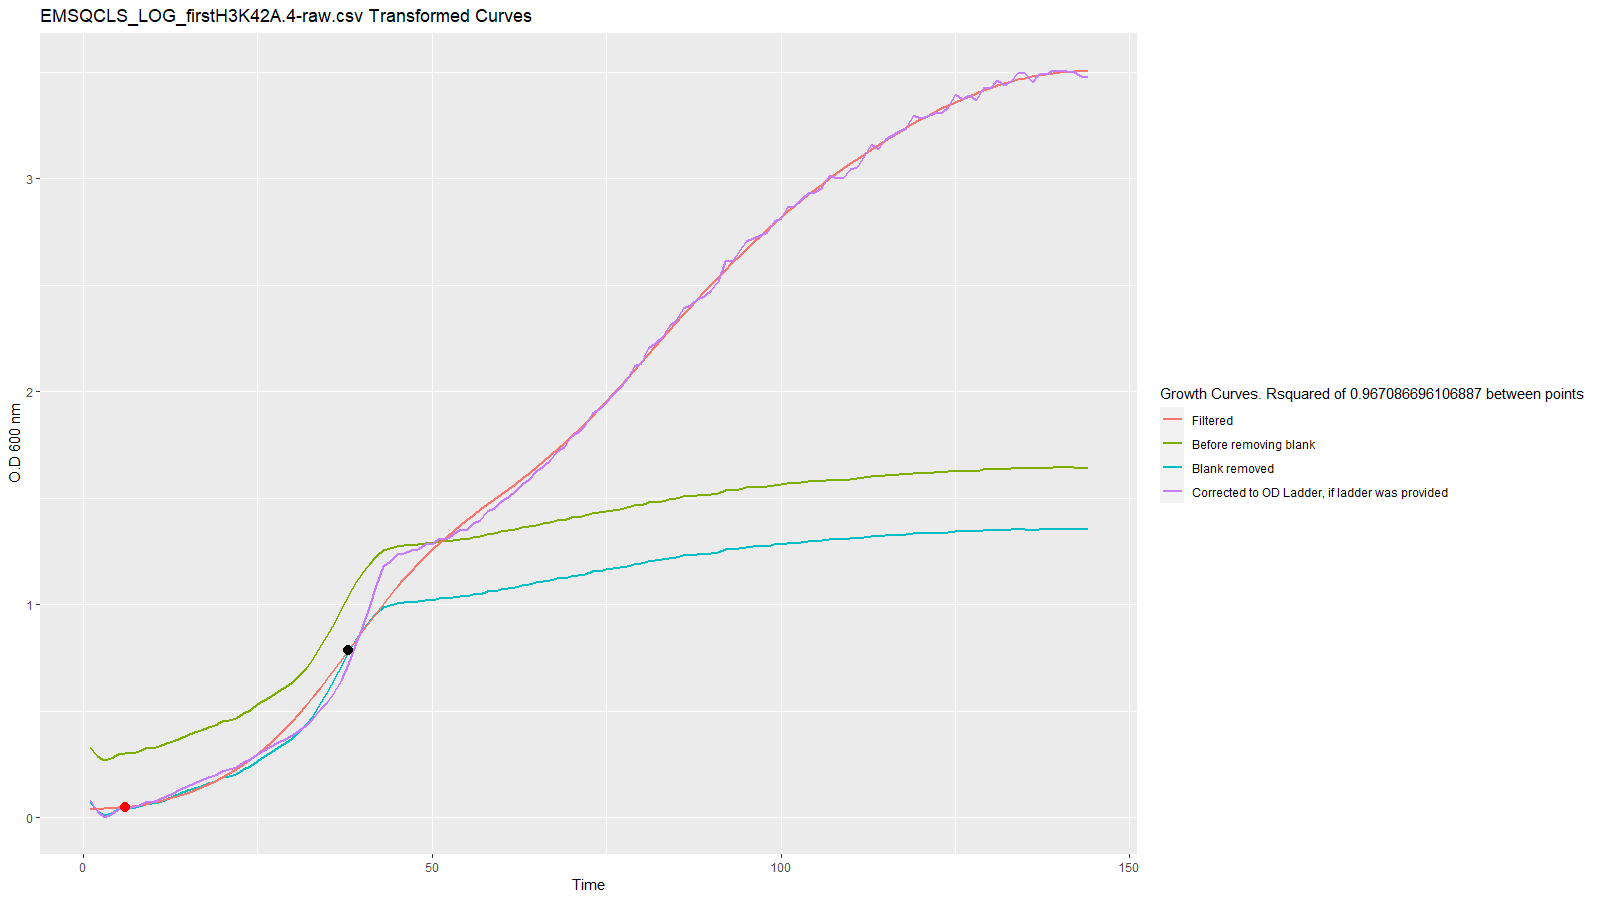 EMSQCLS_LOG_firstH3K42A.4-raw.csv Transformed Curves
3
2
1
0
O.D 600 nm
0
50
100
150
Time
Growth Curves. Rsquared of 0.967086696106887 between points
Filtered
Before removing blank
Blank removed
Corrected to OD Ladder, if ladder was provided